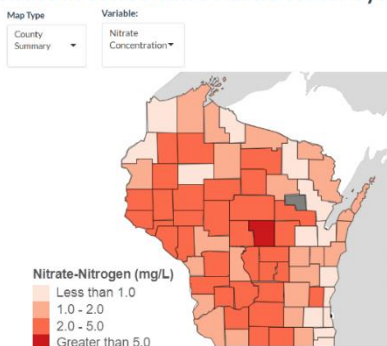 Map Type
Variable:
County
Summary
Nitrate
Concentration
Nitrate-Nitrogen (mg/L)
Less than 1.0
1.0 - 2.0
2.0 - 5.0
Greater than 5.0